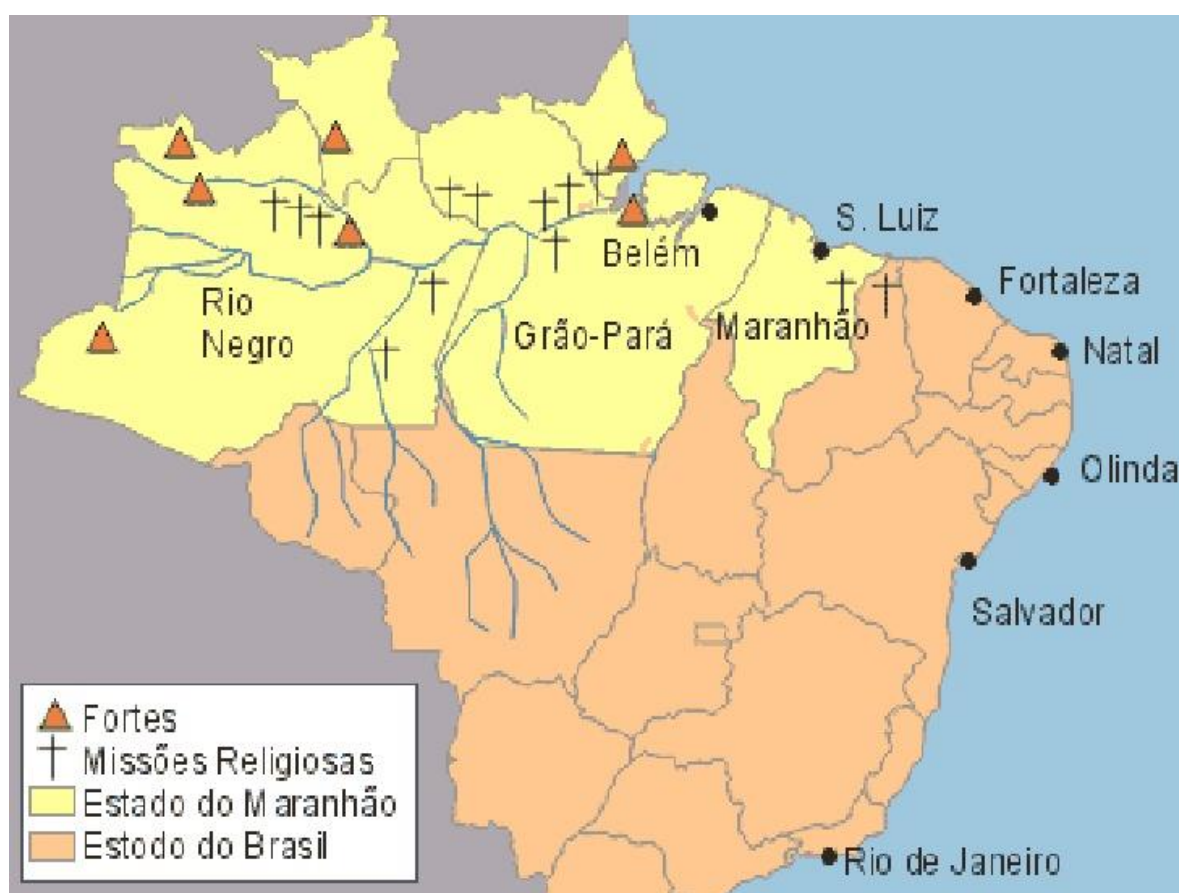 S. Luiz
Belém
Fortaleza
Rio
Negro
Grão-Pará
Maranhão
Natal
Olinda
Salvador
Fortes
Missões Religiosas
Estado do Maranhão
Estodo do Brasil
Rio de Janeiro